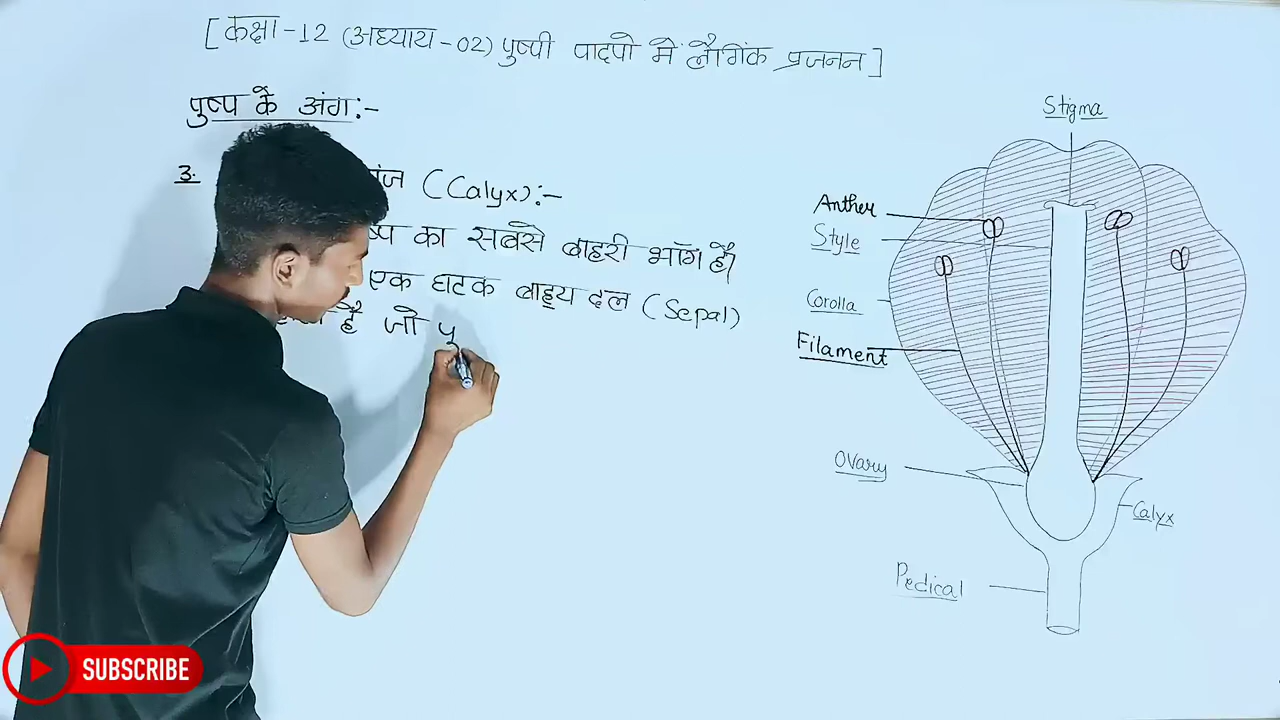 [ कक्षा -12 (अध्याय -02) पुष्पी पादपो में लैगिंक प्रजनन ]
पुष्प के अंग:-
3.
(Calyx):-
का सबसे बाहरी भाग है।
एक घटक बाह्य दल (Sepal)
है जो पु
Stigma
Anther
Style
Corolla
Filament
Ovary
Calyx
Pedical
SUBSCRIBE